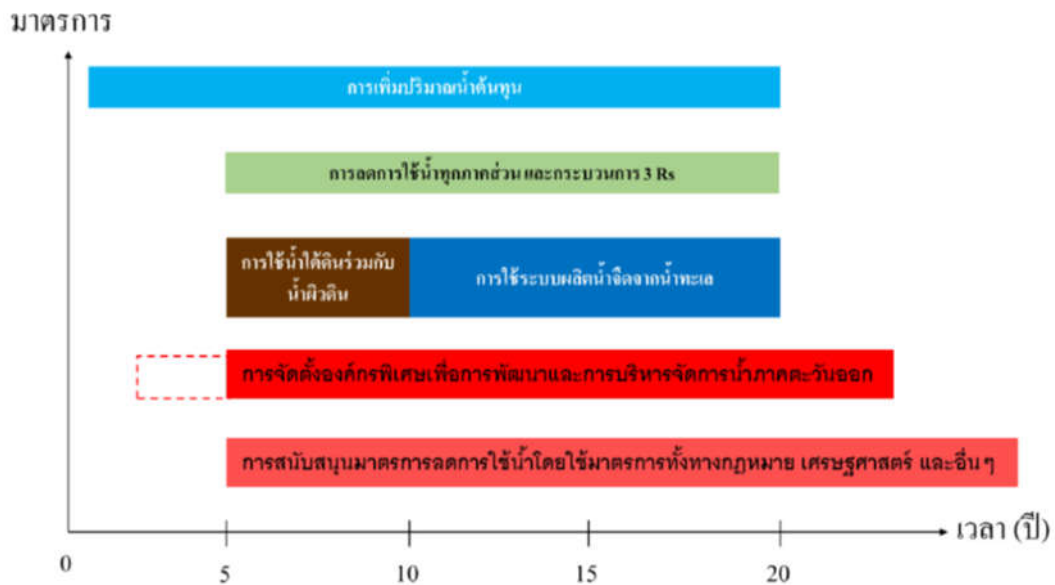 มาตรการ
การเพิ่มปริมาณน้ำต้นทุน
การลดการใช้น้ำทุกภาคส่วน และกระบวนการ 3 Rs
การใช้น้ำใต้ดินร่วมกับ
น้ำผิวดิน
การใช้ระบบผลิตน้ำจืดจากน้ำทะเล
การจัดตั้งองค์กรพิเศษเพื่อการพัฒนาและการบริหารจัดการน้ำภาคตะวันออก
การสนับสนุนมาตรการลดการใช้น้ำโดยใช้มาตรการทั้งทางกฎหมาย เศรษฐศาสตร์ และอื่น ๆ
เวลา (ปี)
0 5 10 15 20